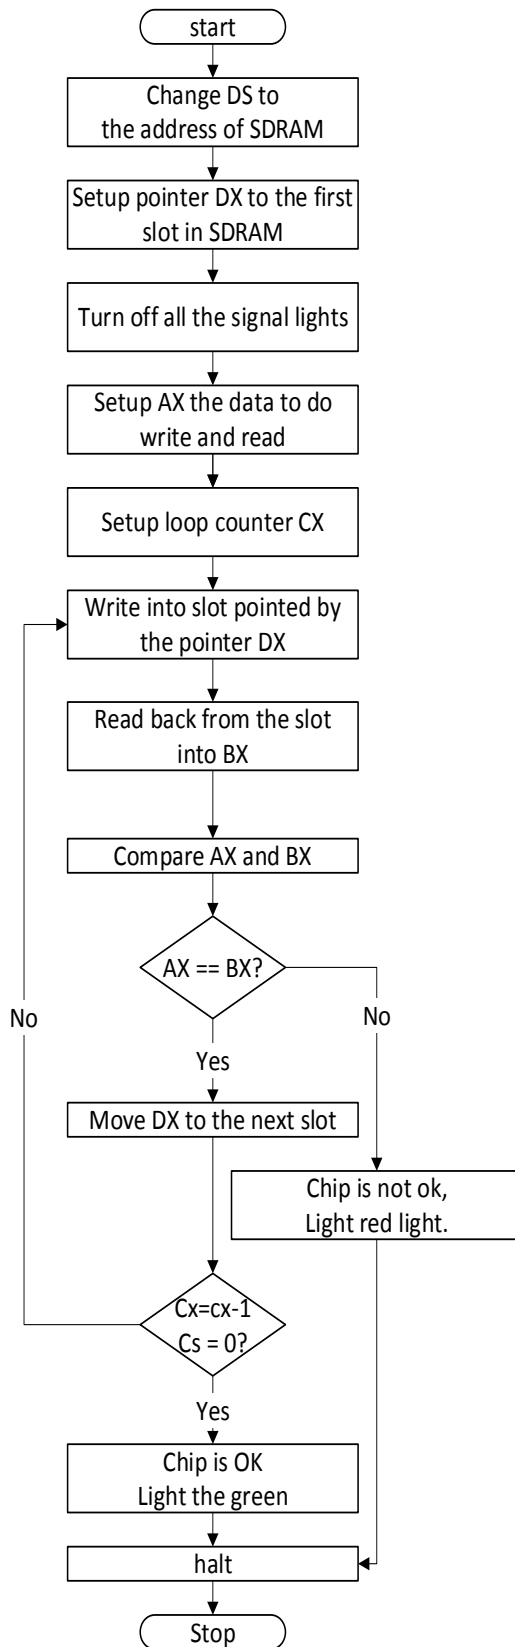 start
Change DS to
the address of SDRAM
Setup pointer DX to the first
slot in SDRAM
Turn off all the signal lights
Setup AX the data to do
write and read
Setup loop counter CX
Write into slot pointed by
the pointer DX
Read back from the slot
into BX
Compare AX and BX
AX == BX?
No
No
Yes
Move DX to the next slot
Chip is not ok,
Light red light.
Cx=cx-1
Cs = 0?
Yes
Chip is OK
Light the green
halt
Stop